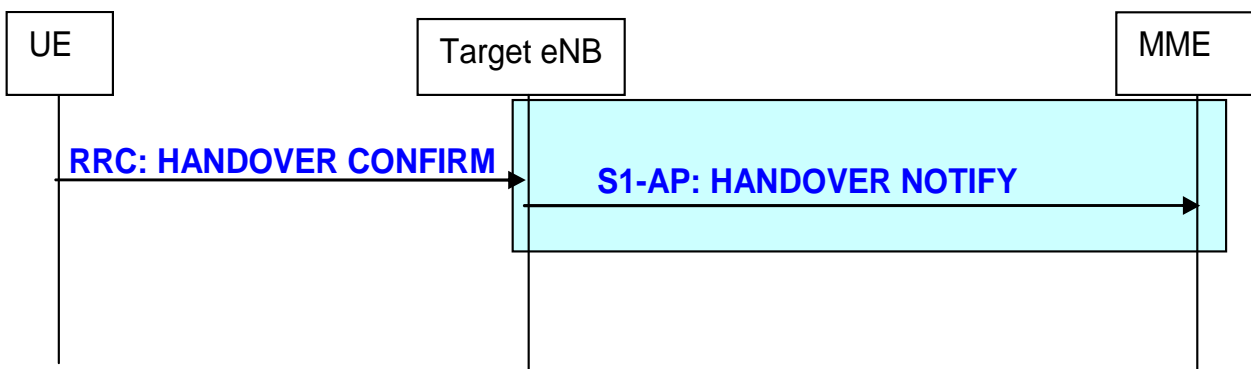 UE
Target eNB
MME
RRC: HANDOVER CONFIRM
S1-AP: HANDOVER NOTIFY